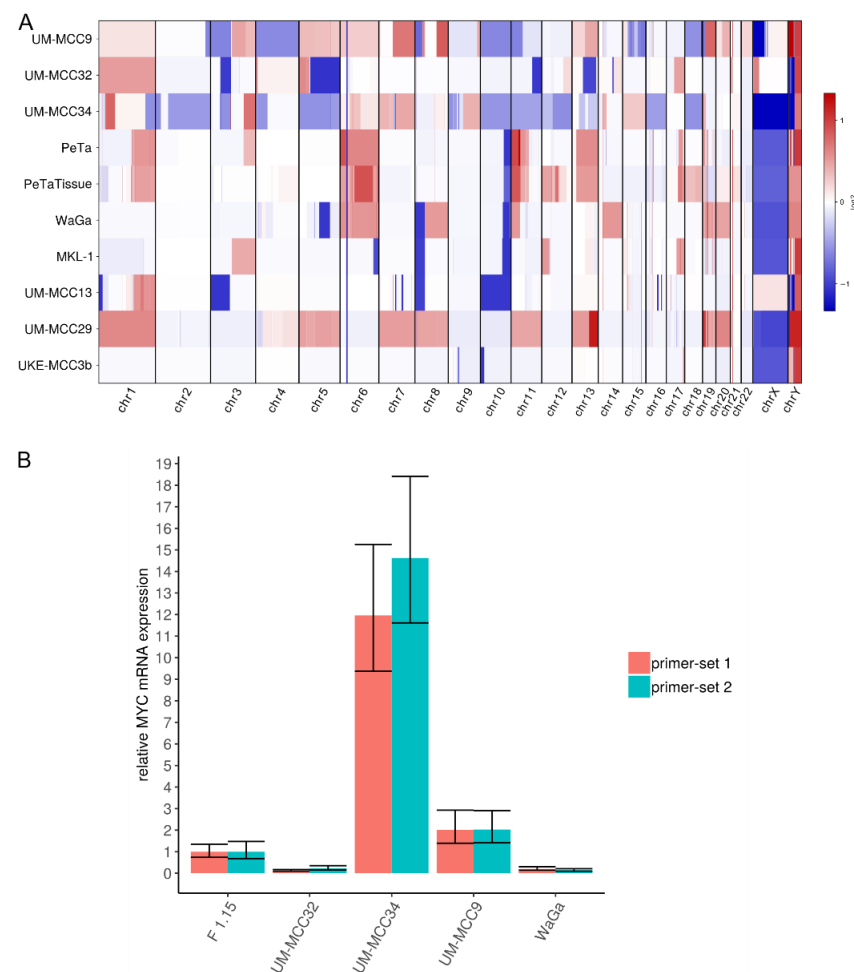 A
UM-MCC9
UM-MCC32
UM-MCC34
PeTa
PeTaTissue
WaGa
MKL-1
UM-MCC13
UM-MCC29
UKE-MCC3b
chr1 chr2 chr3 chr4 chr5 chr6 chr7 chr8 chr9 chr10 chr11 chr12 chr13 chr14 chr15 chr16 chr17 chr18 chr19 chr20 chr21 chr22 chrX chrY
1
0
−1
log2
B
relative MYC mRNA expression
19
18
17
16
15
14
13
12
11
10
9
8
7
6
5
4
3
2
1
0
F 1.15 UM-MCC32 UM-MCC34 UM-MCC9 WaGa
primer-set 1
primer-set 2